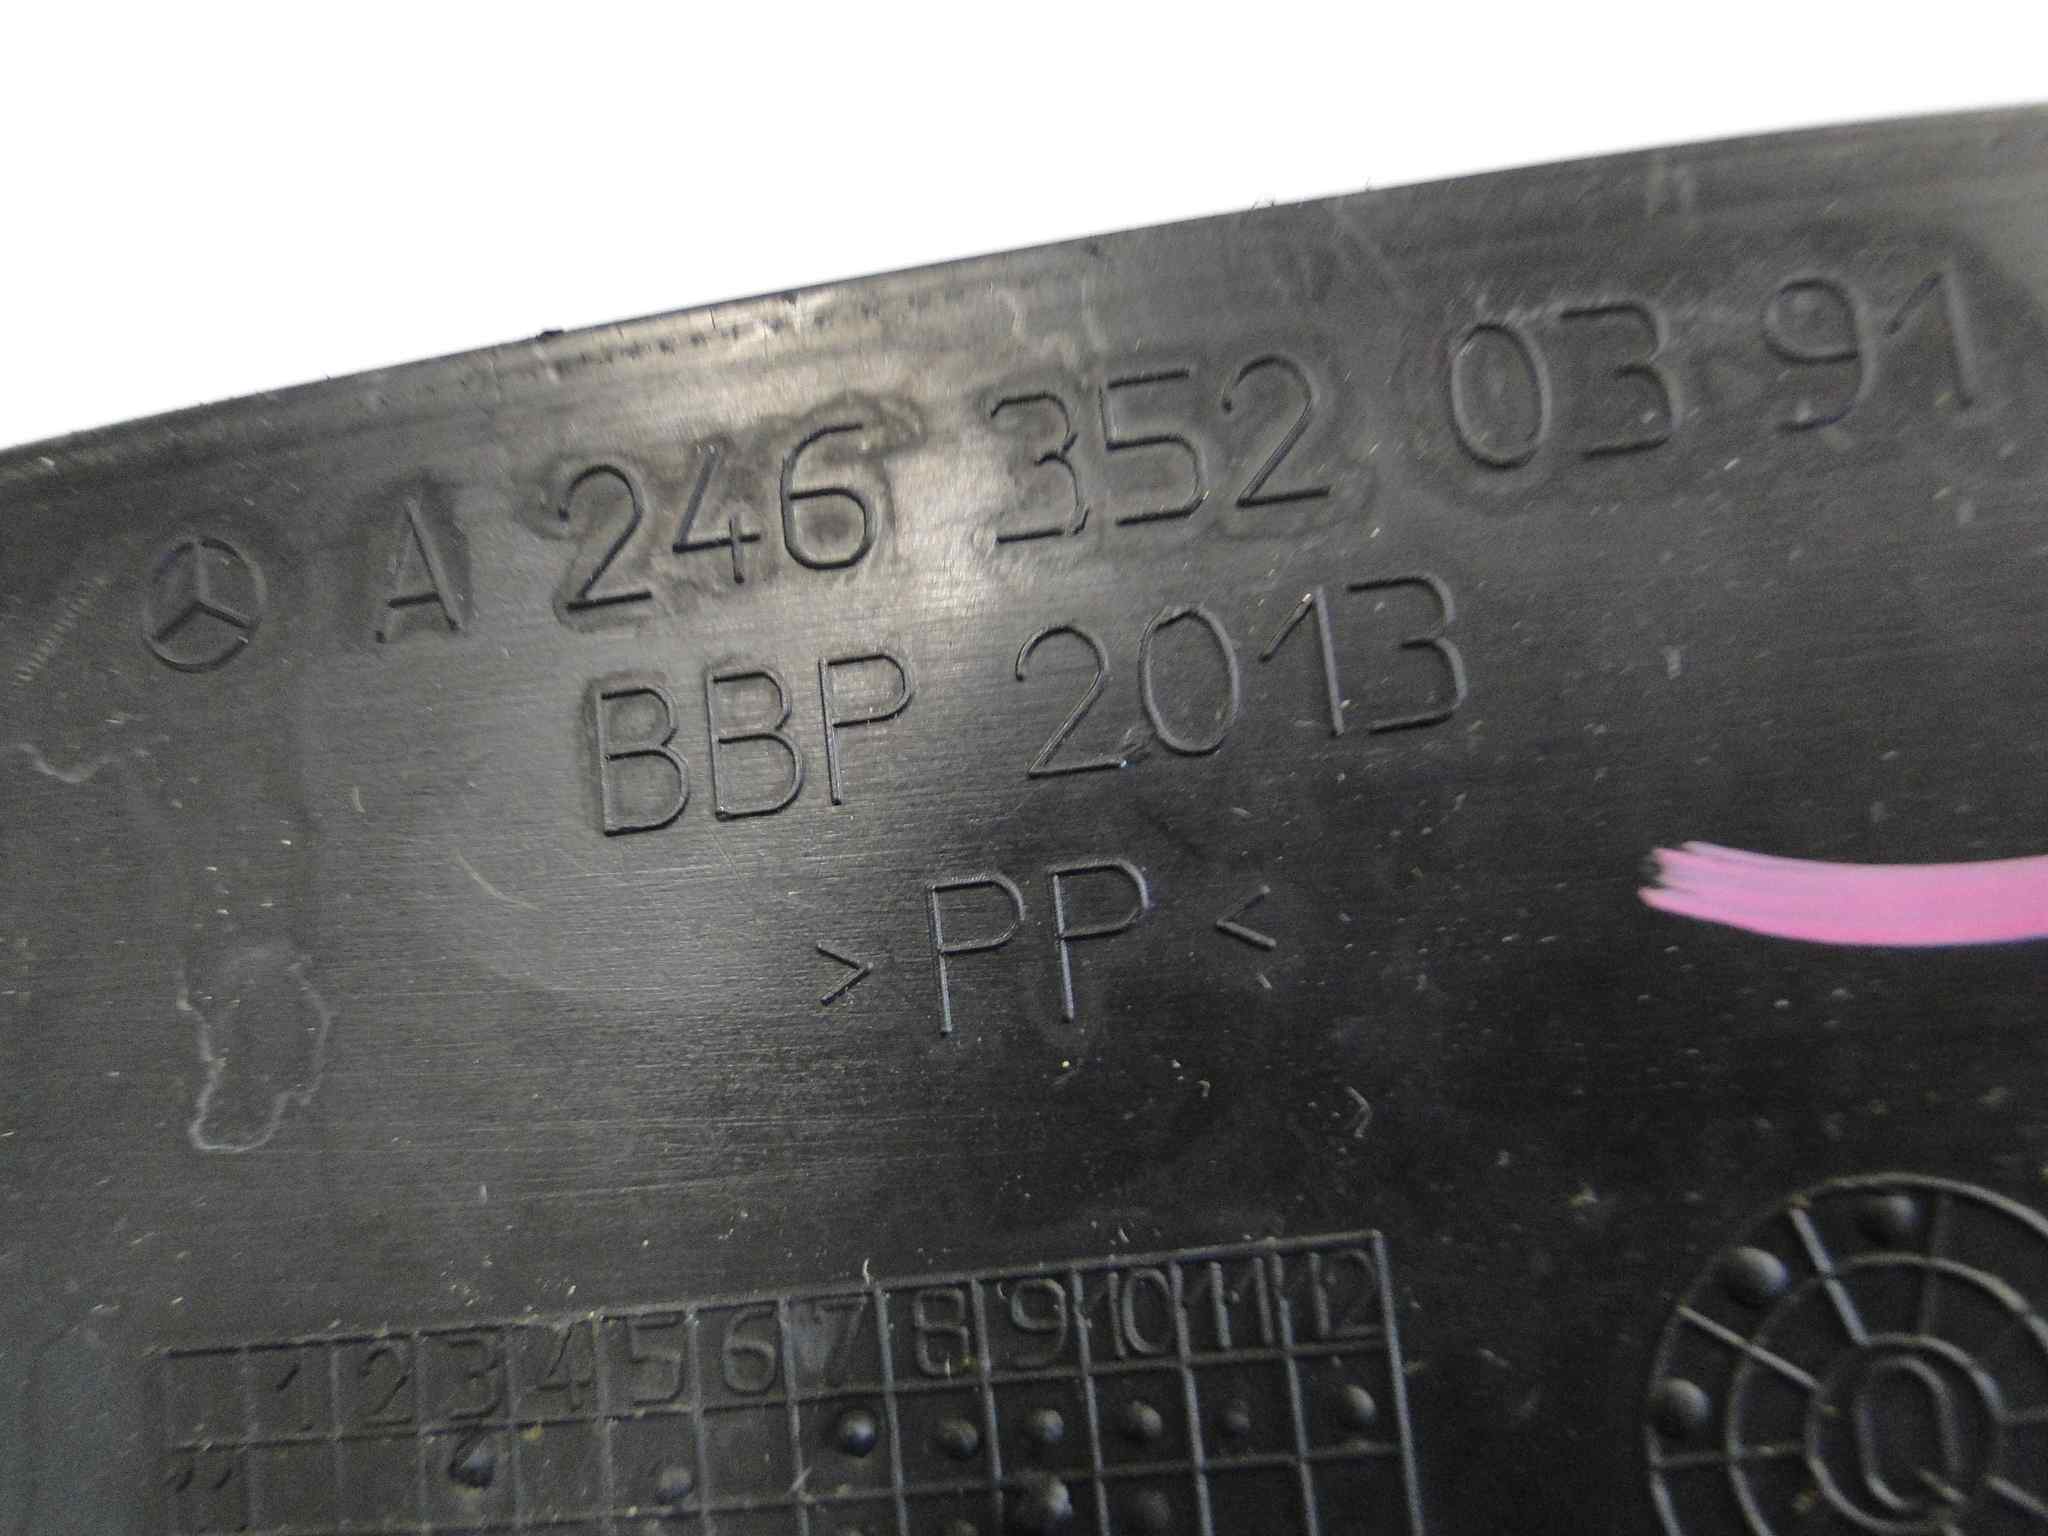 A 246 352 03 91
BBP 2013
>PP<
1 2 3 4 5 6 7 8 9 10 11 12
Q